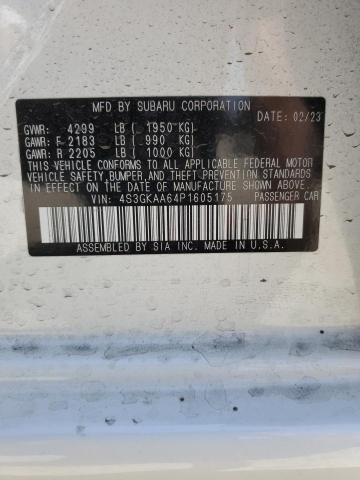 MFD BY SUBARU CORPORATION
DATE: 02/23
GVWR: 4299 LB ( 1950 KG)
GAWR: F 2183 LB ( 990 KG)
GAWR: R 2205 LB ( 1000 KG)
THIS VEHICLE CONFORMS TO ALL APPLICABLE FEDERAL MOTOR
VEHICLE SAFETY, BUMPER, AND THEFT PREVENTION STANDARDS
IN EFFECT ON THE DATE OF MANUFACTURE SHOWN ABOVE.
VIN: 4S3GKAA64P1605175 PASSENGER CAR
ASSEMBLED BY SIA INC. MADE IN U.S.A.